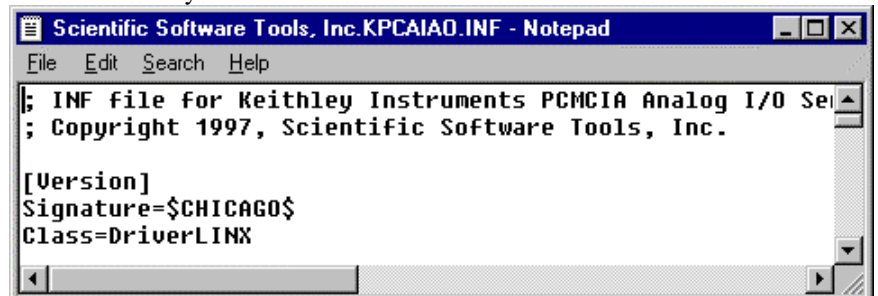 Scientific Software Tools, Inc.KPCAIAO.INF - Notepad
File Edit Search Help
; INF file for Keithley Instruments PCMCIA Analog I/O
; Copyright 1997, Scientific Software Tools, Inc.
[Version]
Signature=$CHICAGO$
Class=DriverLINX